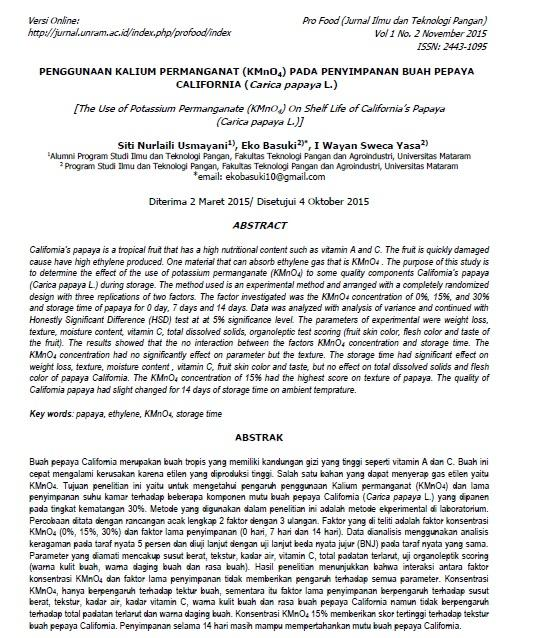 Versi Online:
http://jurnal.unram.ac.id/index.php/profood/index
Pro Food (Jurnal Ilmu dan Teknologi Pangan)
Vol 1 No. 2 November 2015
ISSN: 2443-1095
PENGGUNAAN KALIUM PERMANGANAT (KMnO4) PADA PENYIMPANAN BUAH PEPAYA
CALIFORNIA (Carica papaya L.)
[The Use of Potassium Permanganate (KMnO4) On Shelf Life of California's Papaya
(Carica papaya L.)]
Siti Nurlaili Usmayani1), Eko Basuki2)*, I Wayan Sweca Yasa2)
1Alumni Program Studi Ilmu dan Teknologi Pangan, Fakultas Teknologi Pangan dan Agroindustri, Universitas Mataram
2 Program Studi Ilmu dan Teknologi Pangan, Fakultas Teknologi Pangan dan Agroindustri, Universitas Mataram
*email: ekobasuki10@gmail.com
Diterima 2 Maret 2015/ Disetujui 4 Oktober 2015
ABSTRACT
California's papaya is a tropical fruit that has a high nutritional content such as vitamin A and C. The fruit is quickly damaged
cause have high ethylene produced. One material that can absorb ethylene gas that is KMnO4 . The purpose of this study is
to determine the effect of the use of potassium permanganate (KMnO4) to some quality components California's papaya
(Carica papaya L.) during storage. The method used is an experimental method and arranged with a completely randomized
design with three replications of two factors. The factor investigated was the KMnO4 concentration of 0%, 15%, and 30%
and storage time of papaya for 0 day, 7 days and 14 days. Data was analyzed with analysis of variance and continued with
Honestly Significant Difference (HSD) test at at 5% significance level. The parameters of experimental were weight loss,
texture, moisture content, vitamin C, total dissolved solids, organoleptic test scoring (fruit skin color, flesh color and taste of
the fruit). The results showed that the no interaction between the factors KMnO4 concentration and storage time. The
KMnO4 concentration had no significantly effect on parameter but the texture. The storage time had significant effect on
weight loss, texture, moisture content , vitamin C, fruit skin color and taste, but no effect on total dissolved solids and flesh
color of papaya California. The KMnO4 concentration of 15% had the highest score on texture of papaya. The quality of
California papaya had slight changed for 14 days of storage time on ambient temprature.
Key words: papaya, ethylene, KMnO4, storage time
ABSTRAK
Buah pepaya California merupakan buah tropis yang memiliki kandungan gizi yang tinggi seperti vitamin A dan C. Buah ini
cepat mengalami kerusakan karena etilen yang diproduksi tinggi. Salah satu bahan yang dapat menyerap gas etilen yaitu
KMnO4. Tujuan penelitian ini yaitu untuk mengetahui pengaruh penggunaan Kalium permanganat (KMnO4) dan lama
penyimpanan suhu kamar terhadap beberapa komponen mutu buah pepaya California (Carica papaya L.) yang dipanen
pada tingkat kematangan 30%. Metode yang digunakan dalam penelitian ini adalah metode ekperimental di laboratorium.
Percobaan ditata dengan rancangan acak lengkap 2 faktor dengan 3 ulangan. Faktor yang di teliti adalah faktor konsentrasi
KMnO4 (0%, 15%, 30%) dan faktor lama penyimpanan (0 hari, 7 hari dan 14 hari). Data dianalisis menggunakan analisis
keragaman pada taraf nyata 5 persen dan diuji lanjut dengan uji lanjut beda nyata jujur (BNJ) pada taraf nyata yang sama.
Parameter yang diamati mencakup susut berat, tekstur, kadar air, vitamin C, total padatan terlarut, uji organoleptik scoring
(warna kulit buah, warna daging buah dan rasa buah). Hasil penelitian menunjukkan bahwa interaksi antara faktor
konsentrasi KMnO4 dan faktor lama penyimpanan tidak memberikan pengaruh terhadap semua parameter. Konsentrasi
KMnO4, hanya berpengaruh terhadap tektur buah, sementara itu faktor lama penyimpanan berpengaruh terhadap susut
berat, tekstur, kadar air, kadar vitamin C, warna kulit buah dan rasa buah pepaya California namun tidak berpengaruh
terhadap total padatan terlarut dan warna daging buah. Konsentrasi KMnO4 15% memberikan skor tertinggi terhadap tekstur
buah pepaya California. Penyimpanan selama 14 hari masih mampu mempertahankan mutu buah pepaya California.